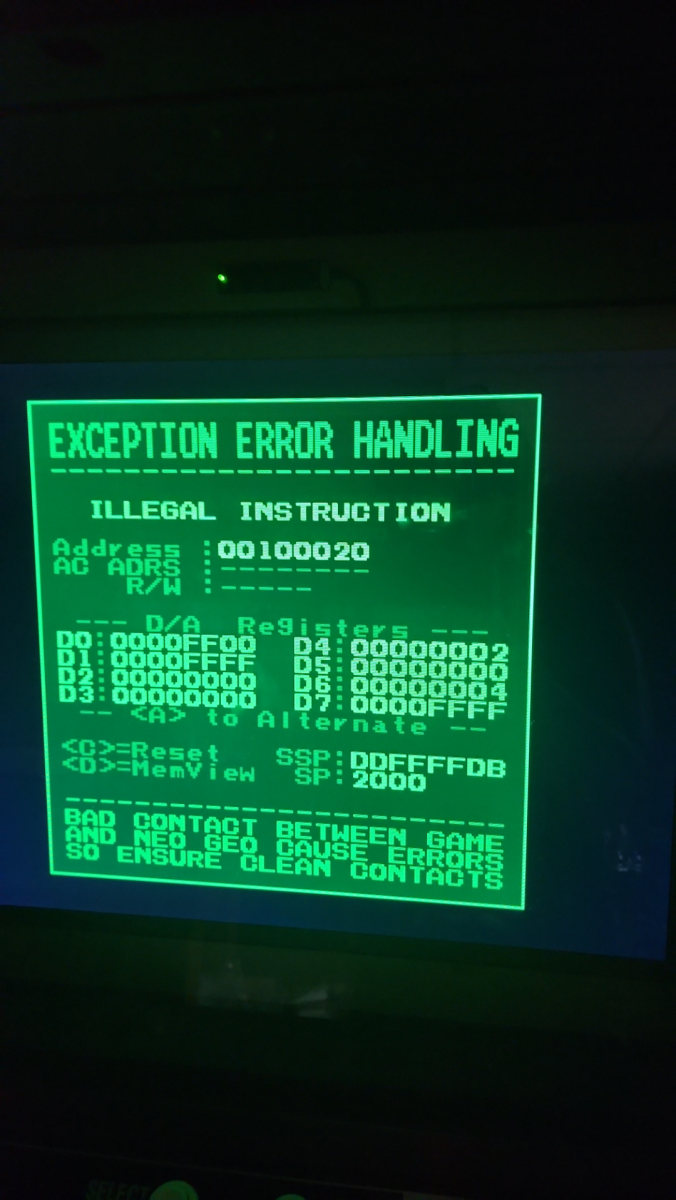 EXCEPTION ERROR HANDLING
------------------------
ILLEGAL INSTRUCTION
Address :00100020
AC ADRS :--------
R/W :-----
--- D/A Registers ---
D0:0000FF00 D4:00000002
D1:0000FFFF D5:00000000
D2:00000000 D6:00000004
D3:00000000 D7:0000FFFF
-- <A> to Alternate --
<C>=Reset SSP:DDFFFFDB
<D>=MemView SP:2000
------------------------
BAD CONTACT BETWEEN GAME
AND NEO GEO CAUSE ERRORS
SO ENSURE CLEAN CONTACTS
SELECT